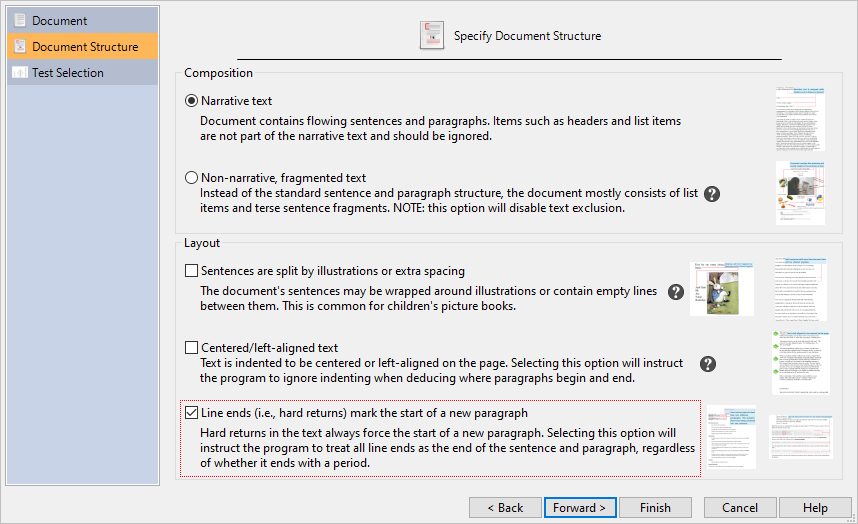 Document
Document Structure
Test Selection
Specify Document Structure
Composition
Narrative text
Document contains flowing sentences and paragraphs. Items such as headers and list items
are not part of the narrative text and should be ignored.
Non-narrative, fragmented text
Instead of the standard sentence and paragraph structure, the document mostly consists of list
items and terse sentence fragments. NOTE: this option will disable text exclusion.
Layout
Sentences are split by illustrations or extra spacing
The document's sentences may be wrapped around illustrations or contain empty lines
between them. This is common for children's picture books.
Centered/left-aligned text
Text is indented to be centered or left-aligned on the page. Selecting this option will instruct
the program to ignore indenting when deducing where paragraphs begin and end.
Line ends (i.e., hard returns) mark the start of a new paragraph
Hard returns in the text always force the start of a new paragraph. Selecting this option will
instruct the program to treat all line ends as the end of the sentence and paragraph, regardless
of whether it ends with a period.
< Back
Forward >
Finish
Cancel
Help